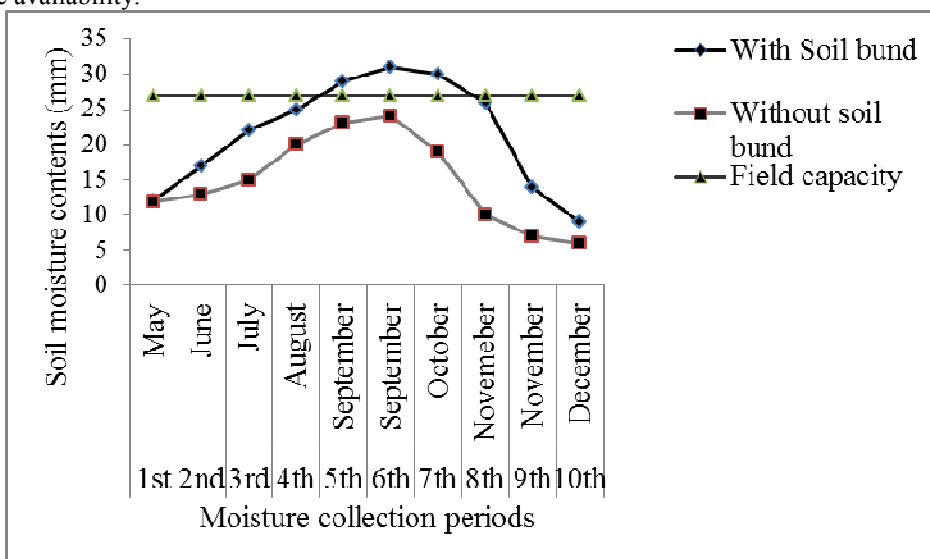 e availability.
35
30
25
20
15
10
5
0
Soil moisture contents (mm)
With Soil bund
Without soil
bund
Field capacity
May
June
July
August
September
September
October
Novemeber
November
December
1st 2nd 3rd 4th 5th 6th 7th 8th 9th 10th
Moisture collection periods